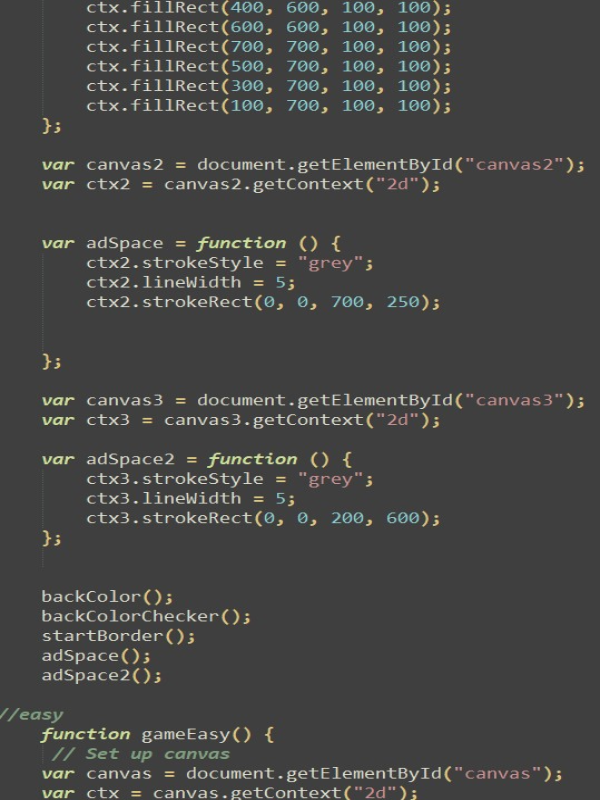 ctx.fillRect(400, 600, 100, 100);
ctx.fillRect(600, 600, 100, 100);
ctx.fillRect(700, 700, 100, 100);
ctx.fillRect(500, 700, 100, 100);
ctx.fillRect(300, 700, 100, 100);
ctx.fillRect(100, 700, 100, 100);
};
var canvas2 = document.getElementById("canvas2");
var ctx2 = canvas2.getContext("2d");
var adSpace = function () {
ctx2.strokeStyle = "grey";
ctx2.lineWidth = 5;
ctx2.strokeRect(0, 0, 700, 250);
};
var canvas3 = document.getElementById("canvas3");
var ctx3 = canvas3.getContext("2d");
var adSpace2 = function () {
ctx3.strokeStyle = "grey";
ctx3.lineWidth = 5;
ctx3.strokeRect(0, 0, 200, 600);
};
backColor();
backColorChecker();
startBorder();
adSpace();
adSpace2();
//easy
function gameEasy() {
// Set up canvas
var canvas = document.getElementById("canvas");
var ctx = canvas.getContext("2d");